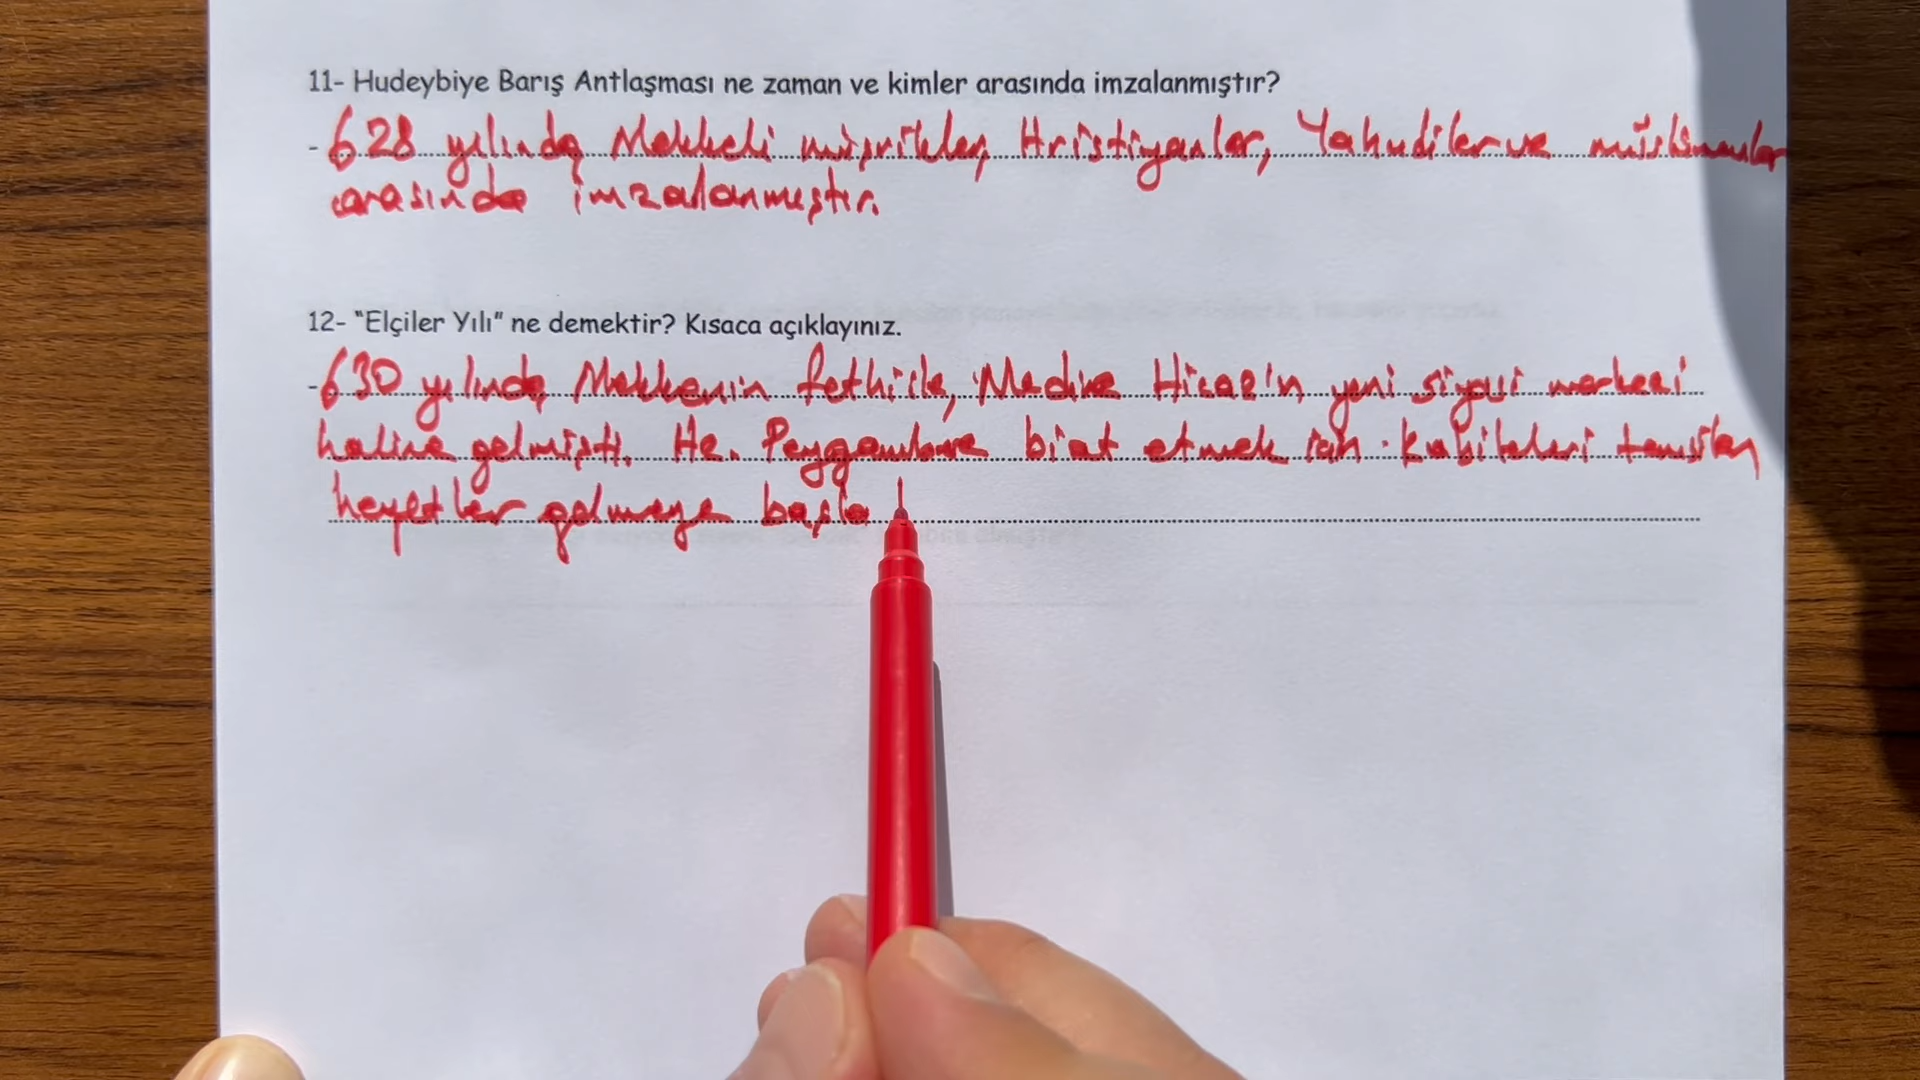 11- Hudeybiye Barış Antlaşması ne zaman ve kimler arasında imzalanmıştır?
- 628 yılında Mekkeli müşrikler, Hristiyanlar, Yahudiler ve müslümanlar
arasında imzalanmıştır.
12- "Elçiler Yılı" ne demektir? Kısaca açıklayınız.
- 630 yılında Mekkenin fethiyle, Medine Hicaz'ın yeni siyasi merkezi
haline gelmişti. Hz. Peygambere biat etmek için kabileleri temsilen
heyetler gelmeye başla